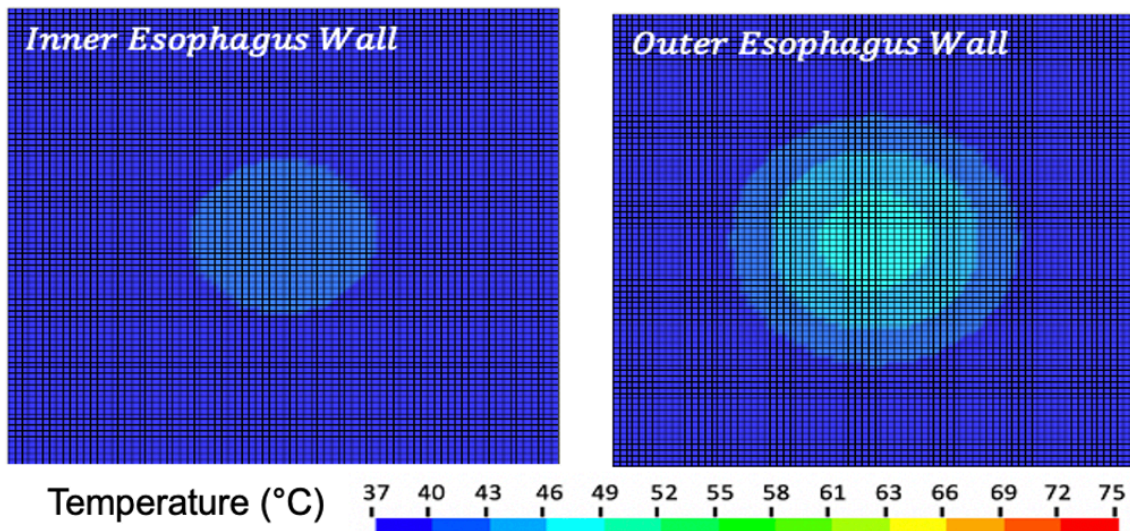 Inner Esophagus Wall
Outer Esophagus Wall
Temperature (°C) 37 40 43 46 49 52 55 58 61 63 66 69 72 75